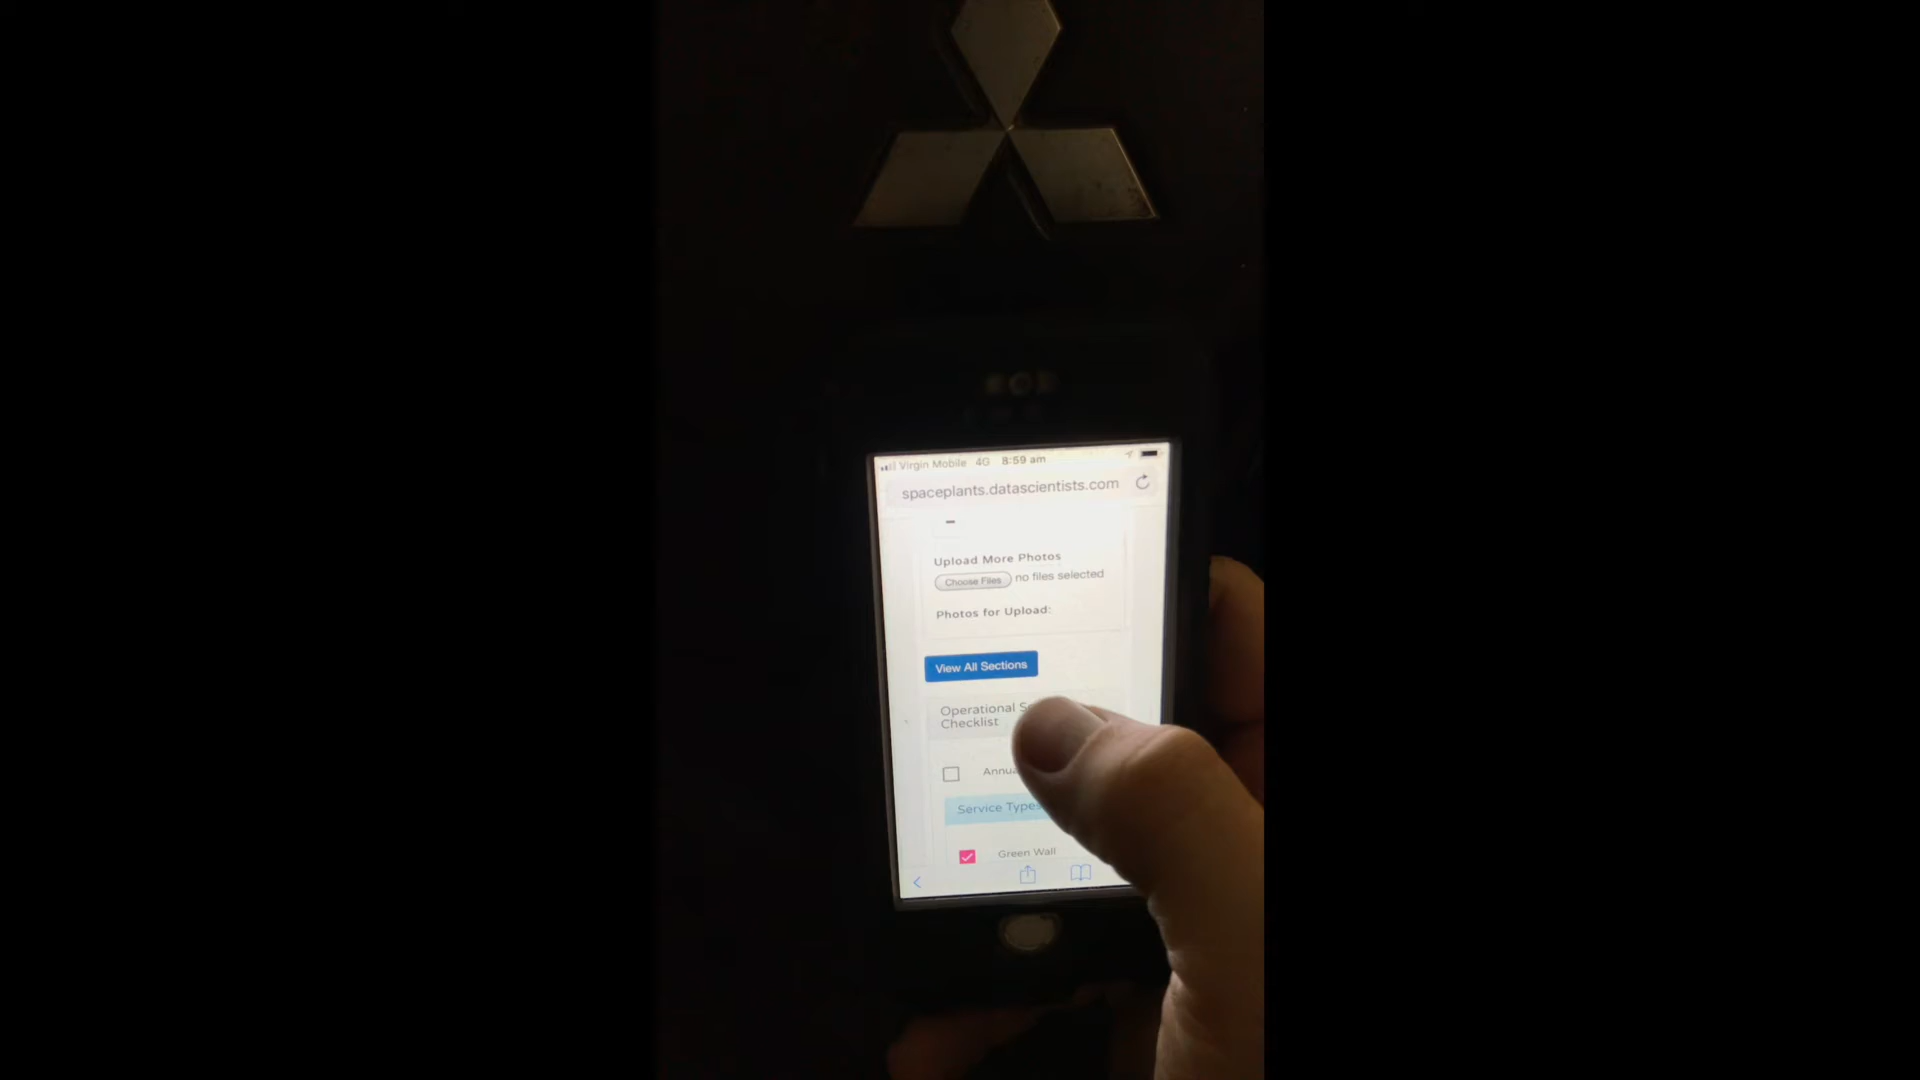 Virgin Mobile 4G 8:59 am
spaceplants.datascientists.com
Upload More Photos
Choose Files no files selected
Photos for Upload:
View All Sections
Operational
Checklist
Service Types
Green Wall